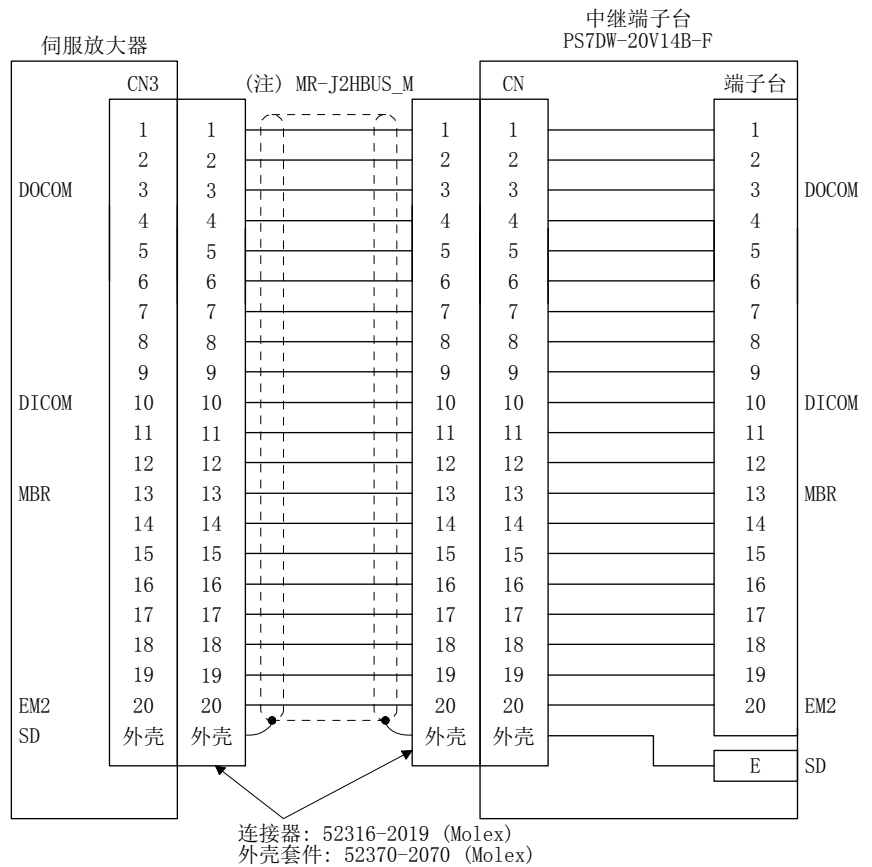 中继端子台
PS7DW-20V14B-F
伺服放大器
CN3 (注) MR-J2HBUS_M CN 端子台
1 1 1 1 1
2 2 2 2 2
DOCOM 3 3 3 3 3 DOCOM
4 4 4 4 4
5 5 5 5 5
6 6 6 6 6
7 7 7 7 7
8 8 8 8 8
9 9 9 9 9
DICOM 10 10 10 10 10 DICOM
11 11 11 11 11
12 12 12 12 12
MBR 13 13 13 13 13 MBR
14 14 14 14 14
15 15 15 15 15
16 16 16 16 16
17 17 17 17 17
18 18 18 18 18
19 19 19 19 19
EM2 20 20 20 20 20 EM2
SD 外壳 外壳 外壳 外壳
E SD
连接器: 52316-2019 (Molex)
外壳套件: 52370-2070 (Molex)